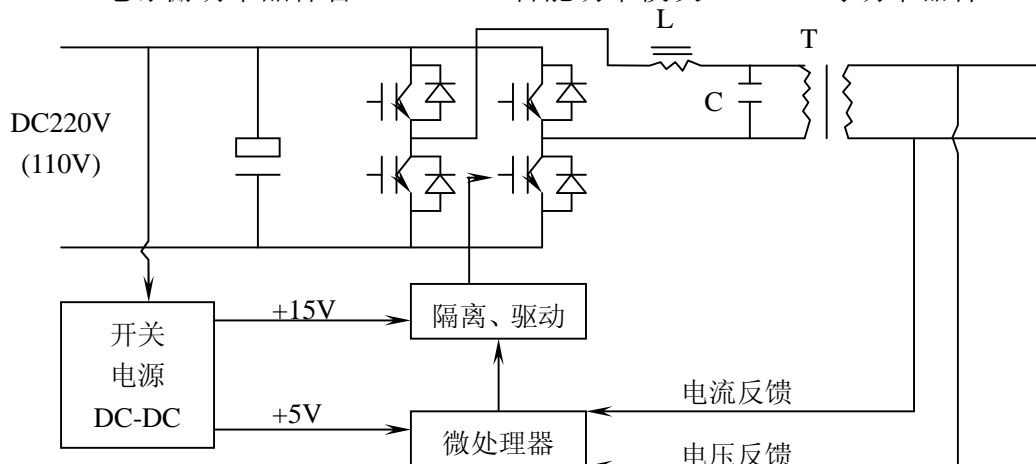 L
T
C
DC220V
(110V)
+15V
隔离、驱动
开关
电源
DC-DC
+5V
电流反馈
微处理器
电压反馈